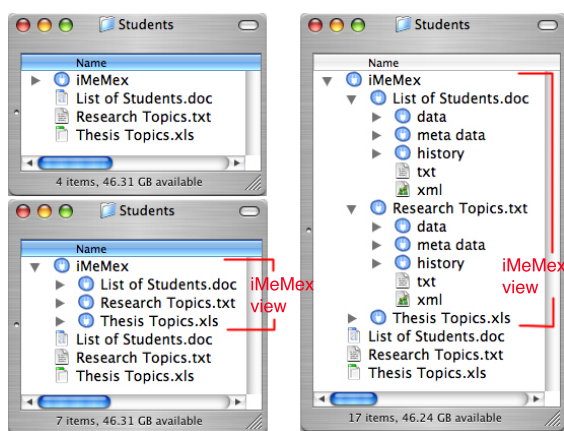 Students
Name
iMeMex
List of Students.doc
Research Topics.txt
Thesis Topics.xls
4 items, 46.31 GB available
Students
Name
iMeMex
List of Students.doc
Research Topics.txt
Thesis Topics.xls
List of Students.doc
Research Topics.txt
Thesis Topics.xls
7 items, 46.31 GB available
iMeMex
view
Students
Name
iMeMex
List of Students.doc
data
meta data
history
txt
xml
Research Topics.txt
data
meta data
history
txt
xml
Thesis Topics.xls
List of Students.doc
Research Topics.txt
Thesis Topics.xls
17 items, 46.24 GB available
iMeMex
view